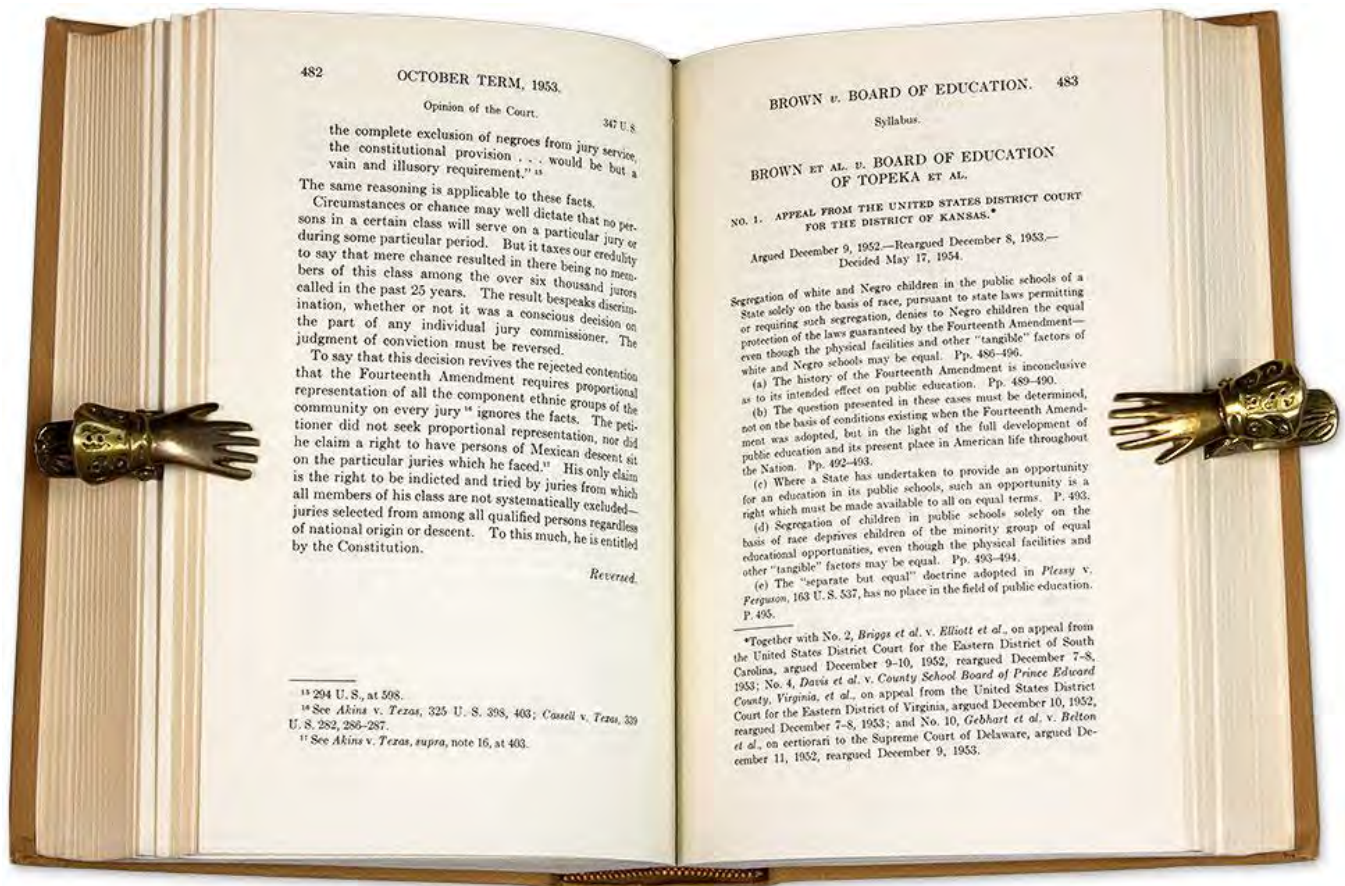 482 OCTOBER TERM, 1953.
Opinion of the Court. 347 U. S.
the complete exclusion of negroes from jury service,
the constitutional provision . . . would be but a
vain and illusory requirement." ¹⁵
The same reasoning is applicable to these facts.
Circumstances or chance may well dictate that no per-
sons in a certain class will serve on a particular jury or
during some particular period. But it taxes our credulity
to say that mere chance resulted in there being no mem-
bers of this class among the over six thousand jurors
called in the past 25 years. The result bespeaks discrim-
ination, whether or not it was a conscious decision on
the part of any individual jury commissioner. The
judgment of conviction must be reversed.
To say that this decision revives the rejected contention
that the Fourteenth Amendment requires proportional
representation of all the component ethnic groups of the
community on every jury ¹⁶ ignores the facts. The peti-
tioner did not seek proportional representation, nor did
he claim a right to have persons of Mexican descent sit
on the particular juries which he faced.¹⁷ His only claim
is the right to be indicted and tried by juries from which
all members of his class are not systematically excluded—
juries selected from among all qualified persons regardless
of national origin or descent. To this much, he is entitled
by the Constitution.
Reversed.
¹⁵ 294 U. S., at 598.
¹⁶ See Akins v. Texas, 325 U. S. 398, 403; Cassell v. Texas, 339
U. S. 282, 286–287.
¹⁷ See Akins v. Texas, supra, note 16, at 403.
BROWN v. BOARD OF EDUCATION. 483
Syllabus.
BROWN ET AL. v. BOARD OF EDUCATION
OF TOPEKA ET AL.
NO. 1. APPEAL FROM THE UNITED STATES DISTRICT COURT
FOR THE DISTRICT OF KANSAS.*
Argued December 9, 1952.—Reargued December 8, 1953.—
Decided May 17, 1954.
Segregation of white and Negro children in the public schools of a
State solely on the basis of race, pursuant to state laws permitting
or requiring such segregation, denies to Negro children the equal
protection of the laws guaranteed by the Fourteenth Amendment—
even though the physical facilities and other "tangible" factors of
white and Negro schools may be equal. Pp. 486–496.
(a) The history of the Fourteenth Amendment is inconclusive
as to its intended effect on public education. Pp. 489–490.
(b) The question presented in these cases must be determined,
not on the basis of conditions existing when the Fourteenth Amend-
ment was adopted, but in the light of the full development of
public education and its present place in American life throughout
the Nation. Pp. 492–493.
(c) Where a State has undertaken to provide an opportunity
for an education in its public schools, such an opportunity is a
right which must be made available to all on equal terms. P. 493.
(d) Segregation of children in public schools solely on the
basis of race deprives children of the minority group of equal
educational opportunities, even though the physical facilities and
other "tangible" factors may be equal. Pp. 493–494.
(e) The "separate but equal" doctrine adopted in Plessy v.
Ferguson, 163 U. S. 537, has no place in the field of public education.
P. 495.
*Together with No. 2, Briggs et al. v. Elliott et al., on appeal from
the United States District Court for the Eastern District of South
Carolina, argued December 9–10, 1952, reargued December 7–8,
1953; No. 4, Davis et al. v. County School Board of Prince Edward
County, Virginia, et al., on appeal from the United States District
Court for the Eastern District of Virginia, argued December 10, 1952,
reargued December 7–8, 1953; and No. 10, Gebhart et al. v. Belton
et al., on certiorari to the Supreme Court of Delaware, argued De-
cember 11, 1952, reargued December 9, 1953.